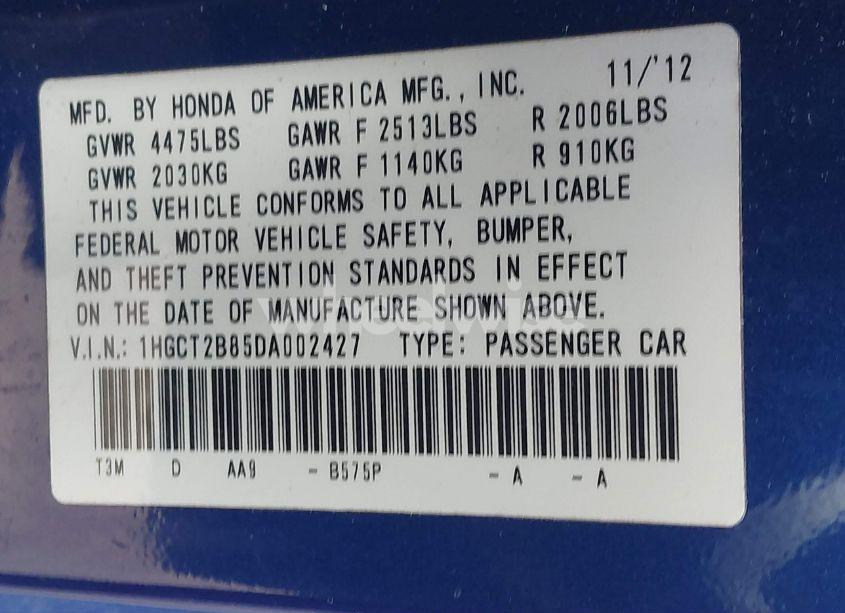 MFD. BY HONDA OF AMERICA MFG., INC. 11/'12
GVWR 4475LBS GAWR F 2513LBS R 2006LBS
GVWR 2030KG GAWR F 1140KG R 910KG
THIS VEHICLE CONFORMS TO ALL APPLICABLE
FEDERAL MOTOR VEHICLE SAFETY, BUMPER,
AND THEFT PREVENTION STANDARDS IN EFFECT
ON THE DATE OF MANUFACTURE SHOWN ABOVE.
V.I.N.: 1HGCT2B85DA002427 TYPE: PASSENGER CAR
T3M D AA9 - B575P - A - A